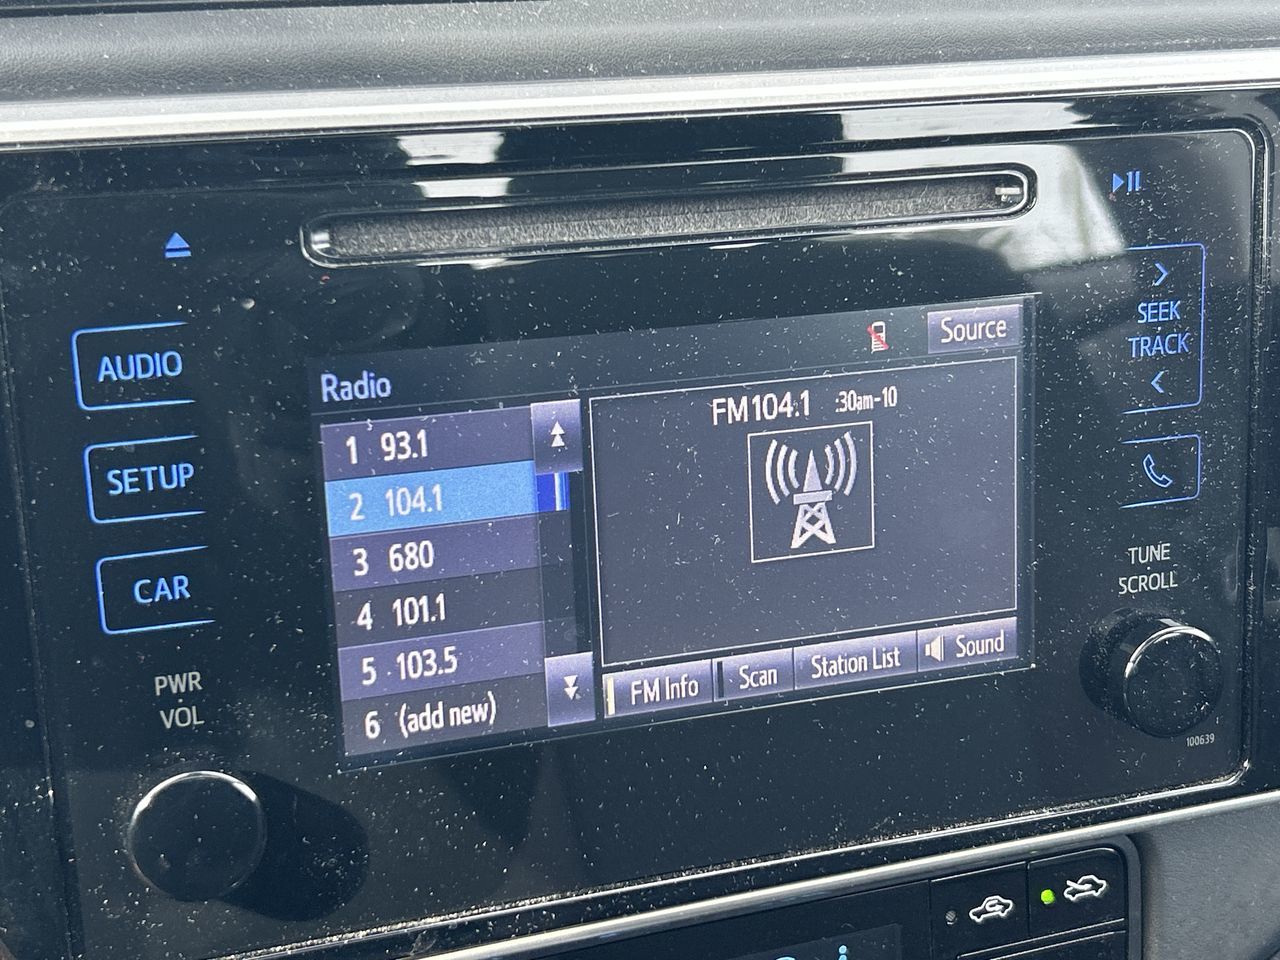 AUDIO
SETUP
CAR
PWR
VOL
Radio
Source
1 93.1
2 104.1
3 680
4 101.1
5 103.5
6 (add new)
FM104.1 :30am-10
FM Info
Scan
Station List
Sound
SEEK
TRACK
TUNE
SCROLL
100639